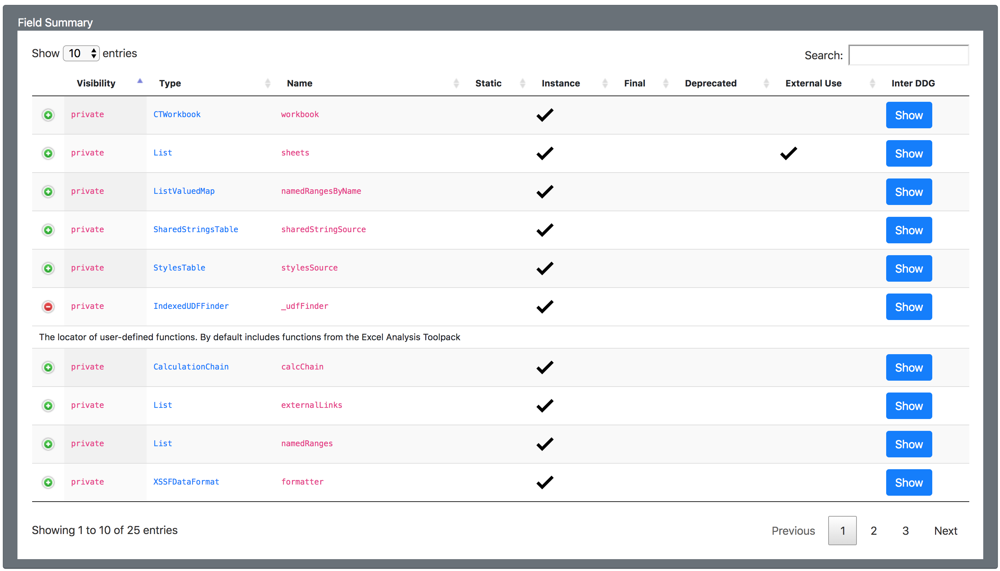 Field Summary
Show 10 entries
Search:
Visibility Type Name Static Instance Final Deprecated External Use Inter DDG
private CTWorkbook workbook Show
private List sheets Show
private ListValuedMap namedRangesByName Show
private SharedStringsTable sharedStringSource Show
private StylesTable stylesSource Show
private IndexedUDFFinder _udfFinder Show
The locator of user-defined functions. By default includes functions from the Excel Analysis Toolpack
private CalculationChain calcChain Show
private List externalLinks Show
private List namedRanges Show
private XSSFDataFormat formatter Show
Showing 1 to 10 of 25 entries
Previous 1 2 3 Next